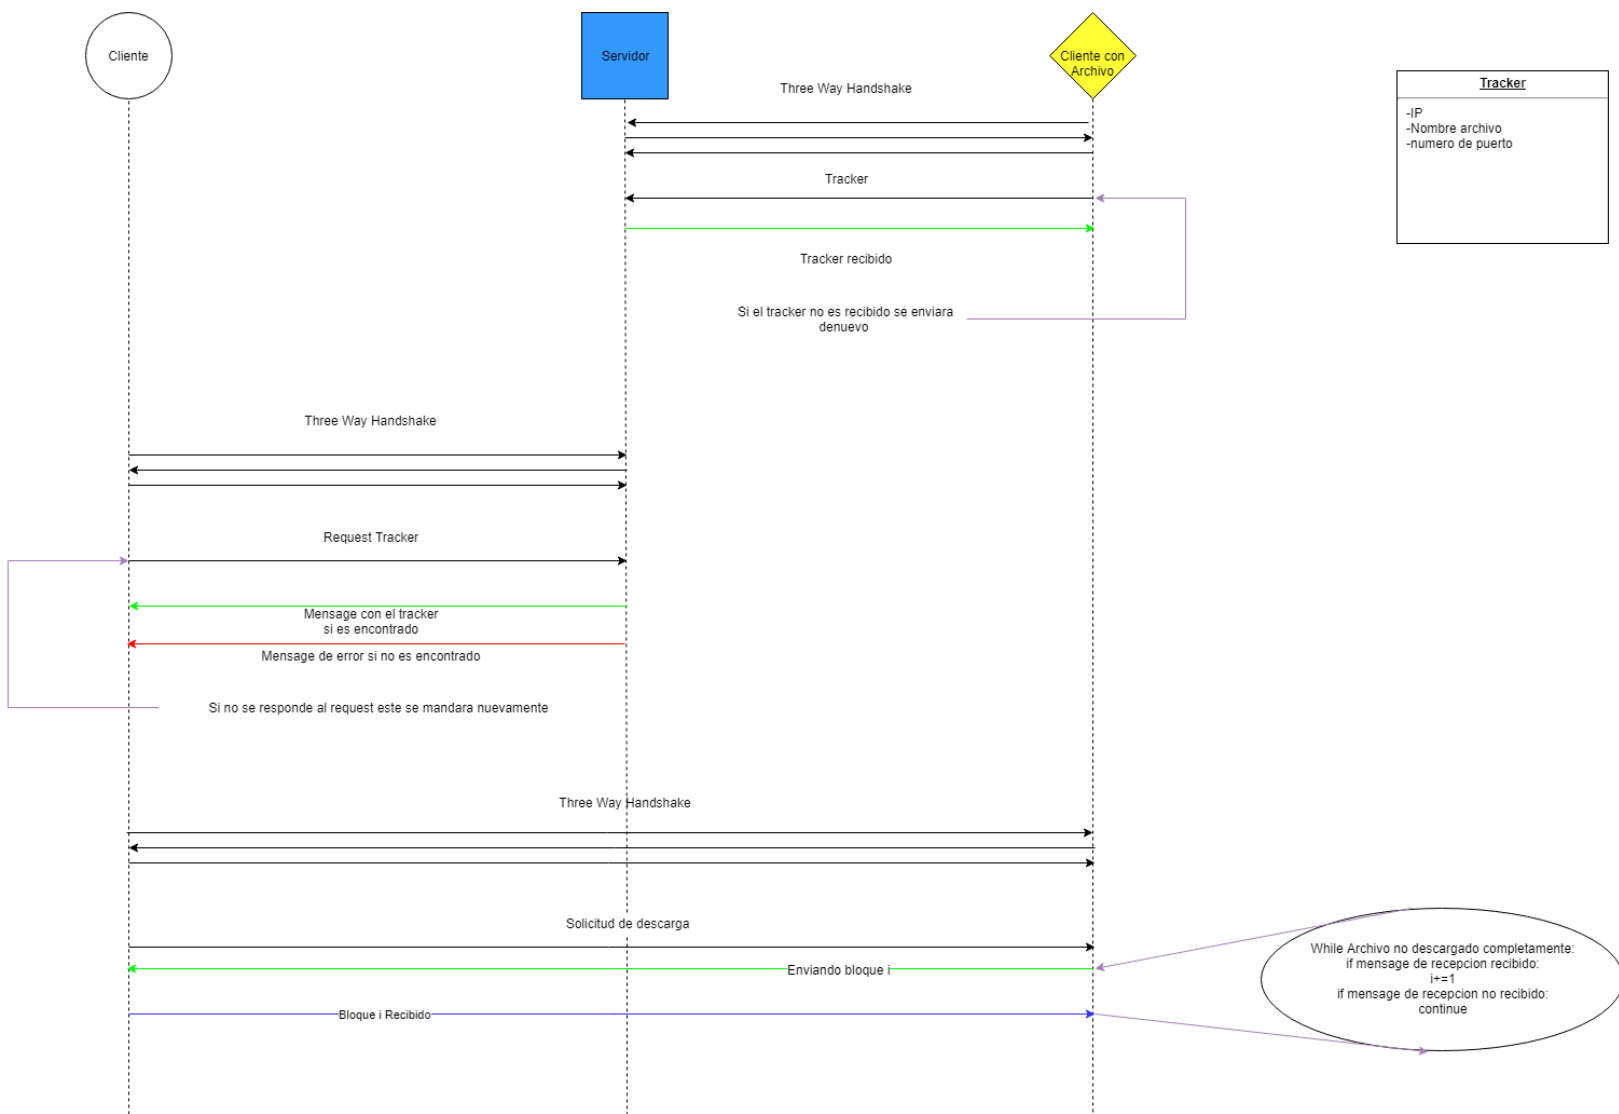 Cliente
Servidor
Cliente con
Archivo
Three Way Handshake
Tracker
-IP
-Nombre archivo
-numero de puerto
Tracker
Tracker recibido
Si el tracker no es recibido se enviara
denuevo
Three Way Handshake
Request Tracker
Mensage con el tracker
si es encontrado
Mensage de error si no es encontrado
Si no se responde al request este se mandara nuevamente
Three Way Handshake
Solicitud de descarga
Enviando bloque i
Bloque i Recibido
While Archivo no descargado completamente:
if mensage de recepcion recibido:
i+=1
if mensage de recepcion no recibido:
continue